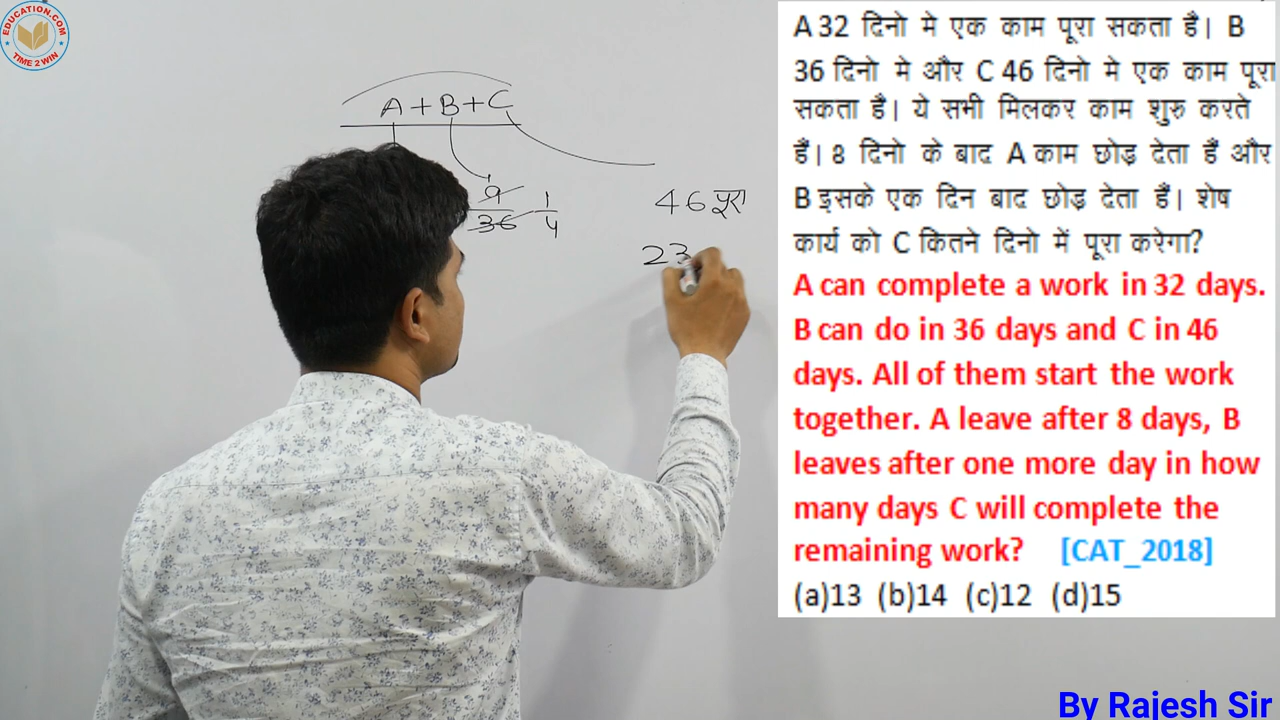 EDUCATION.COM
TIME 2 WIN
A + B + C
9
36
1
4
46 पूरा
23
A 32 दिनो मे एक काम पूरा सकता है। B
36 दिनो मे और C 46 दिनो मे एक काम पूरा
सकता है। ये सभी मिलकर काम शुरु करते
हैं। 8 दिनो के बाद A काम छोड़ देता हैं और
B इसके एक दिन बाद छोड़ देता हैं। शेष
कार्य को C कितने दिनो में पूरा करेगा?
A can complete a work in 32 days.
B can do in 36 days and C in 46
days. All of them start the work
together. A leave after 8 days, B
leaves after one more day in how
many days C will complete the
remaining work? [CAT_2018]
(a)13 (b)14 (c)12 (d)15
By Rajesh Sir